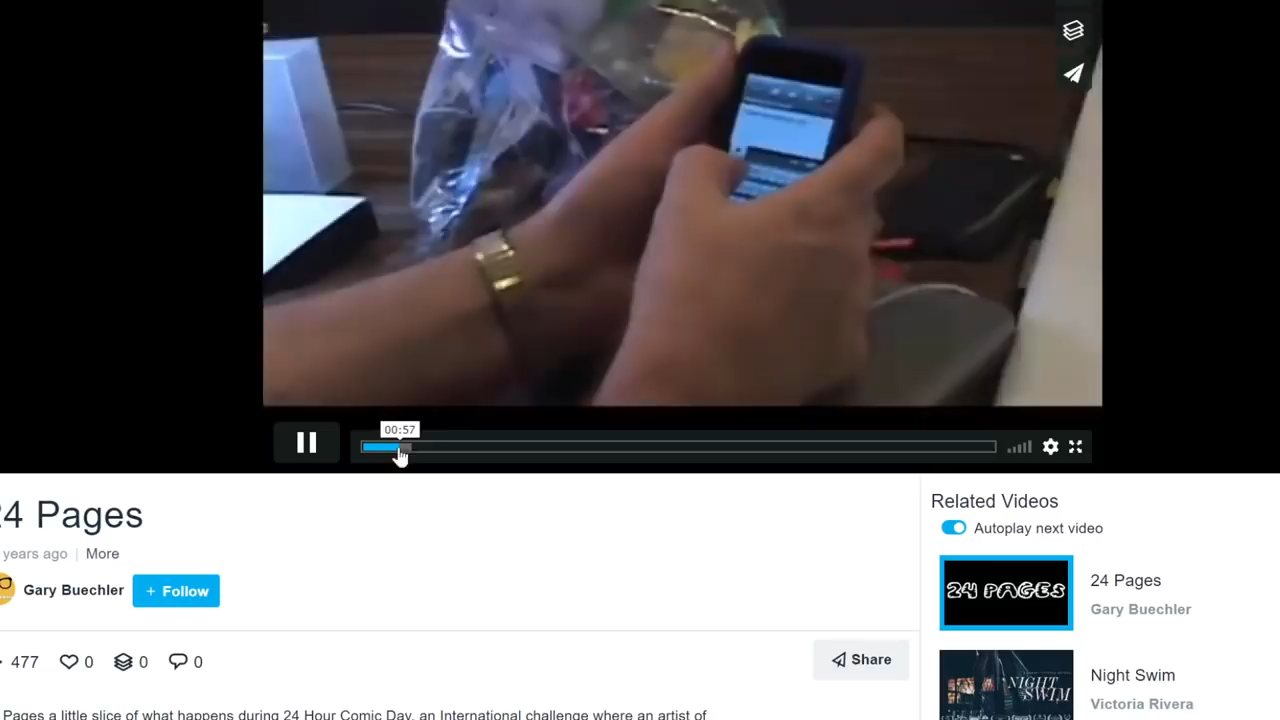 00:57
24 Pages
years ago | More
Gary Buechler
+ Follow
477
0
0
0
Share
Pages a little slice of what happens during 24 Hour Comic Day, an International challenge where an artist of
Related Videos
Autoplay next video
24 PAGES
24 Pages
Gary Buechler
NIGHT
SWIM
Night Swim
Victoria Rivera